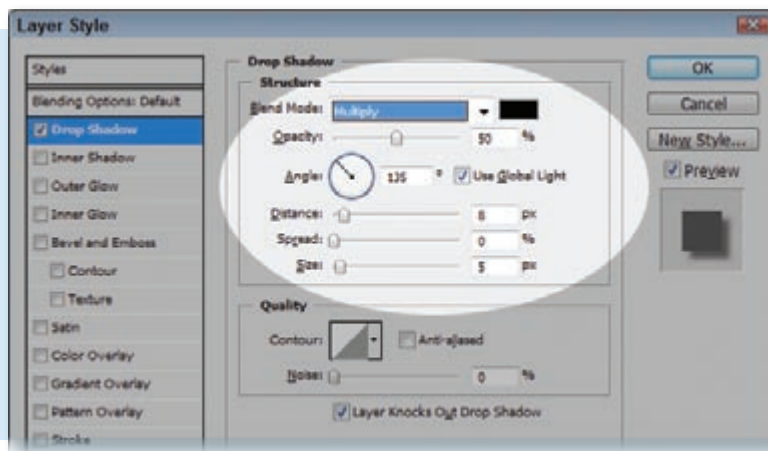 Layer Style
Styles
Blending Options: Default
Drop Shadow
Inner Shadow
Outer Glow
Inner Glow
Bevel and Emboss
Contour
Texture
Satin
Color Overlay
Gradient Overlay
Pattern Overlay
Stroke
Drop Shadow
Structure
Blend Mode: Multiply
Opacity: 50 %
Angle: 135 ° Use Global Light
Distance: 8 px
Spread: 0 %
Size: 5 px
Quality
Contour: Anti-aliased
Noise: 0 %
Layer Knocks Out Drop Shadow
OK
Cancel
New Style...
Preview